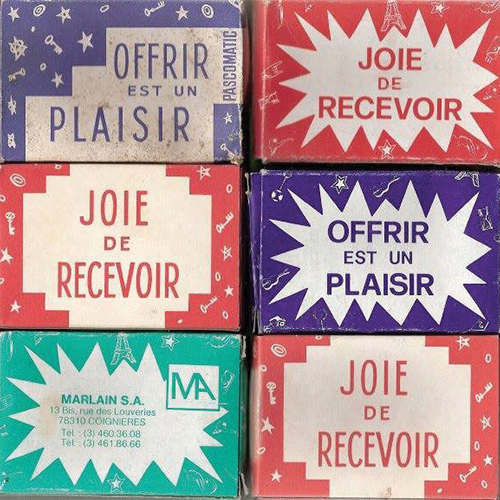 OFFRIR
EST UN
PLAISIR
PASCOMATIC
JOIE
DE
RECEVOIR
JOIE
DE
RECEVOIR
OFFRIR
EST UN
PLAISIR
MARLAIN S.A.
13 Bis, rue des Louveries
78310 COIGNIERES
Tél. : (3) 460.36.08
Tél. : (3) 461.86.66
MA
JOIE
DE
RECEVOIR